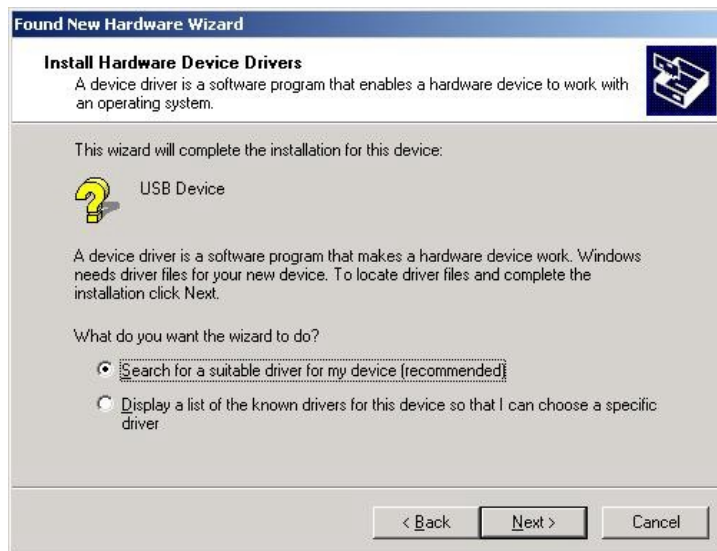 Found New Hardware Wizard
Install Hardware Device Drivers
A device driver is a software program that enables a hardware device to work with
an operating system.
This wizard will complete the installation for this device:
USB Device
A device driver is a software program that makes a hardware device work. Windows
needs driver files for your new device. To locate driver files and complete the
installation click Next.
What do you want the wizard to do?
Search for a suitable driver for my device (recommended)
Display a list of the known drivers for this device so that I can choose a specific
driver
< Back
Next >
Cancel